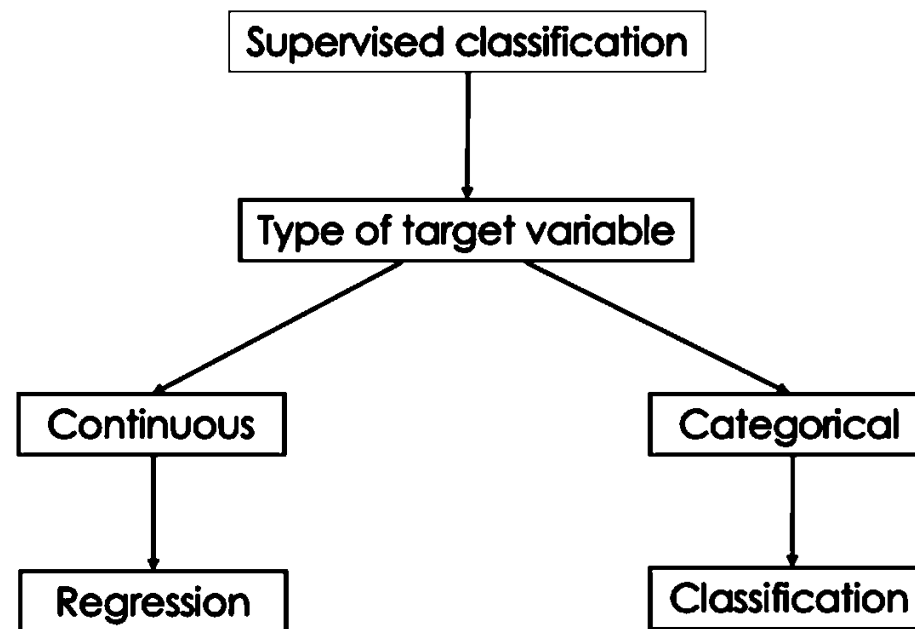 Supervised classification
Type of target variable
Continuous
Categorical
Regression
Classification